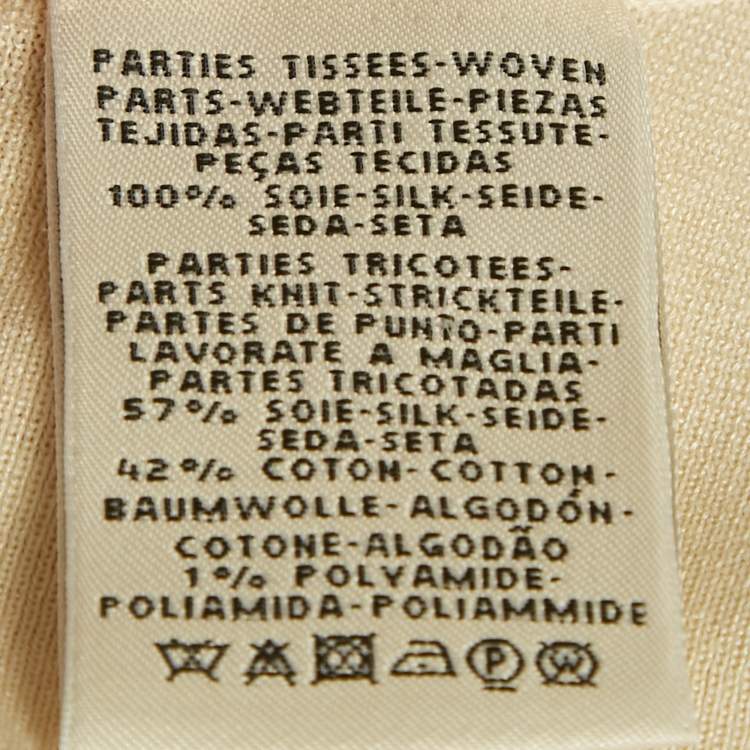 PARTIES TISSEES-WOVEN
PARTS-WEBTEILE-PIEZAS
TEJIDAS-PARTI TESSUTE-
PEÇAS TECIDAS
100% SOIE-SILK-SEIDE-
SEDA-SETA
PARTIES TRICOTEES-
PARTS KNIT-STRICKTEILE-
PARTES DE PUNTO-PARTI
LAVORATE A MAGLIA-
PARTES TRICOTADAS
57% SOIE-SILK-SEIDE-
SEDA-SETA
42% COTON-COTTON-
BAUMWOLLE-ALGODÓN-
COTONE-ALGODÃO
1% POLYAMIDE-
POLIAMIDA-POLIAMMIDE
P W